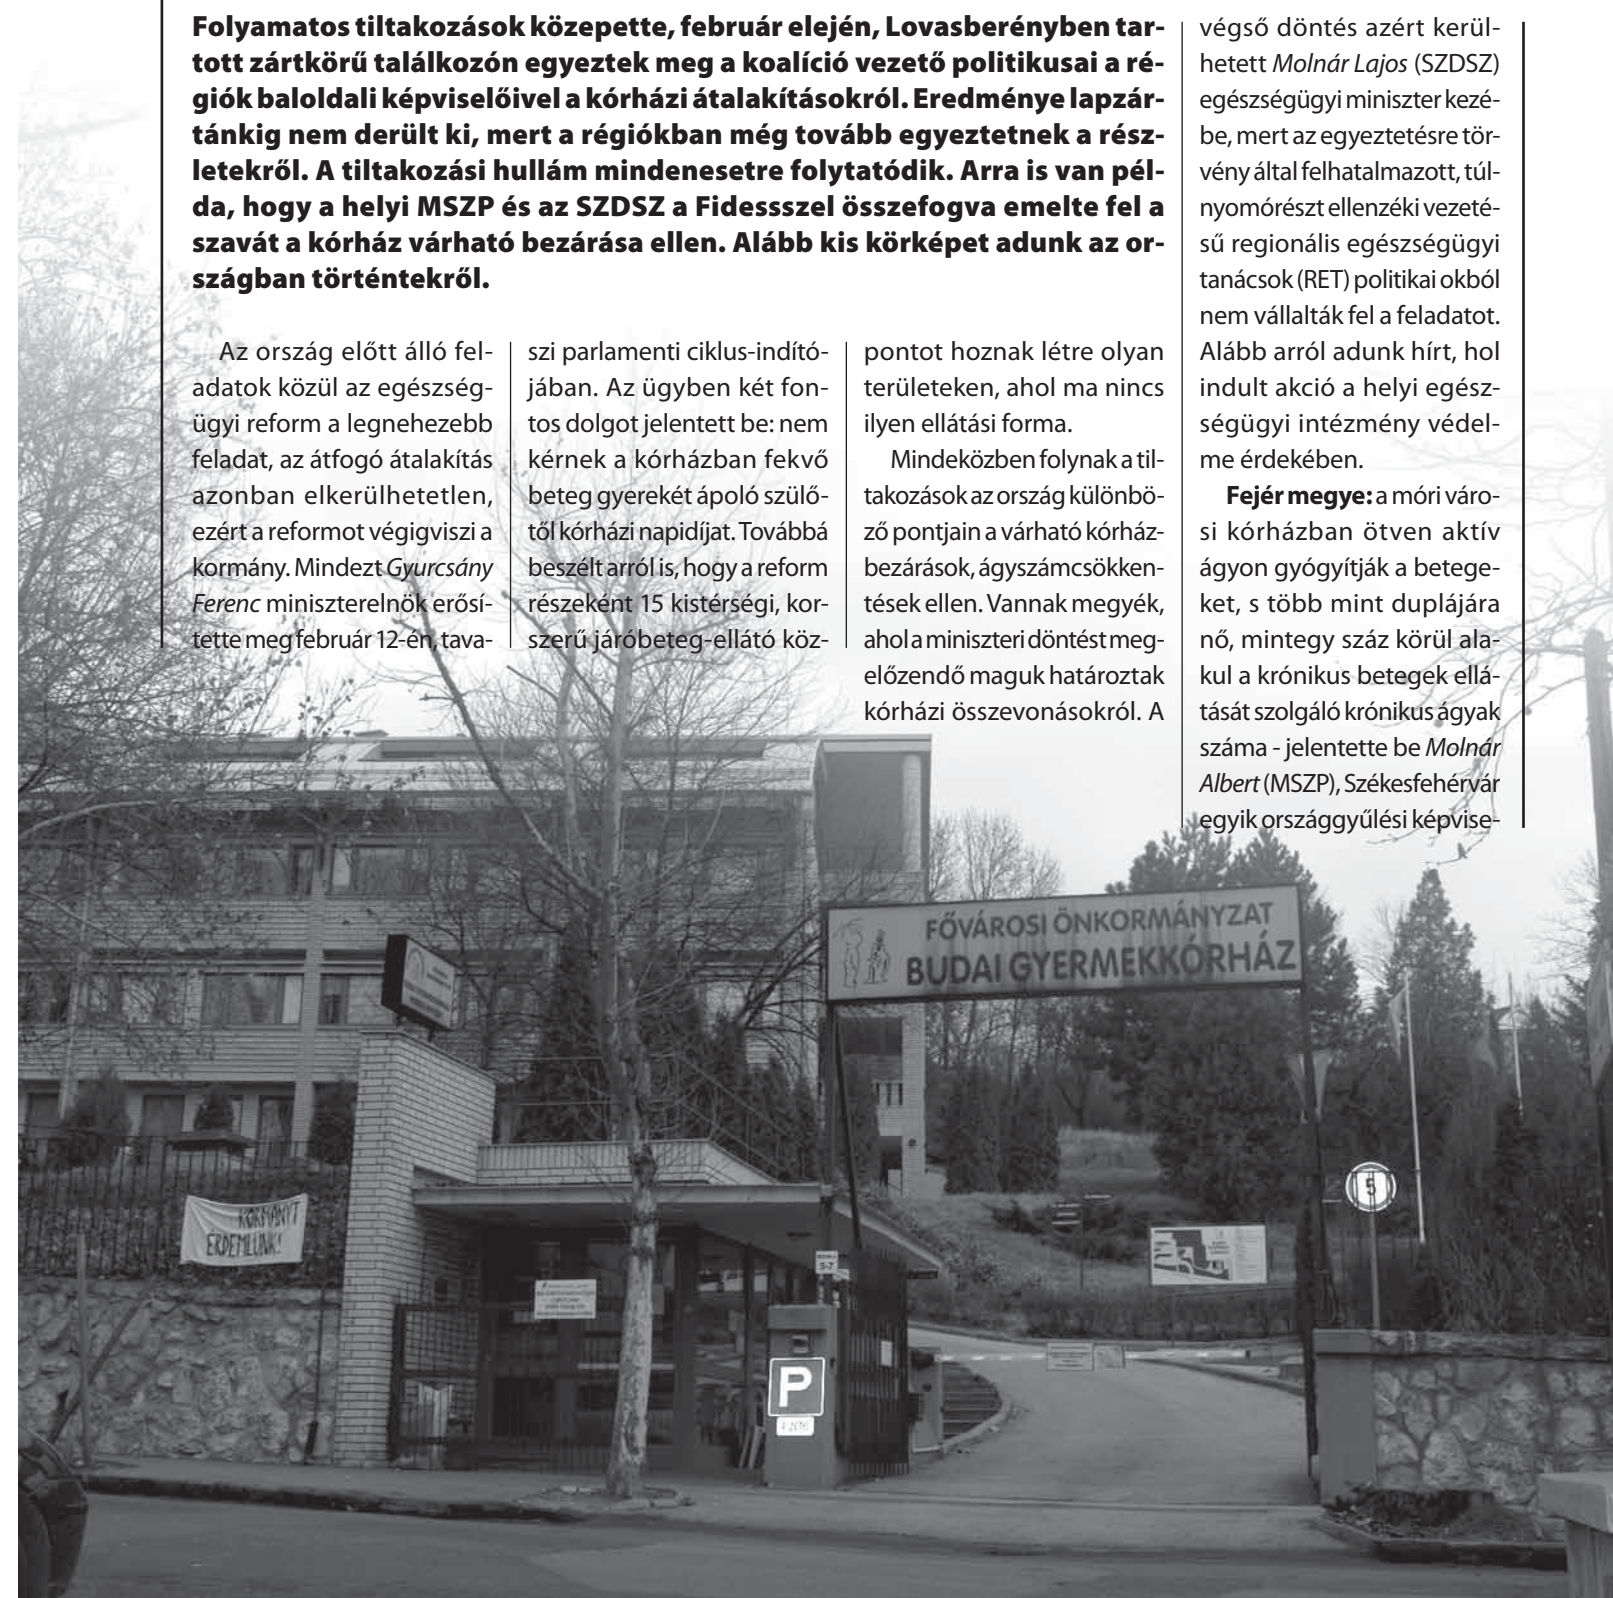 Folyamatos tiltakozások közepette, február elején, Lovasberényben tar-
tott zártkörű találkozón egyeztek meg a koalíció vezető politikusai a ré-
giók baloldali képviselőivel a kórházi átalakításokról. Eredménye lapzár-
tánkig nem derült ki, mert a régiókban még tovább egyeztetnek a rész-
letekről. A tiltakozási hullám mindenesetre folytatódik. Arra is van pél-
da, hogy a helyi MSZP és az SZDSZ a Fidessszel összefogva emelte fel a
szavát a kórház várható bezárása ellen. Alább kis körképet adunk az or-
szágban történtekről.
Az ország előtt álló fel-
adatok közül az egészség-
ügyi reform a legnehezebb
feladat, az átfogó átalakítás
azonban elkerülhetetlen,
ezért a reformot végigviszi a
kormány. Mindezt Gyurcsány
Ferenc miniszterelnök erősí-
tette meg február 12-én, tava-
szi parlamenti ciklus-indító-
jában. Az ügyben két fon-
tos dolgot jelentett be: nem
kérnek a kórházban fekvő
beteg gyerekét ápoló szülő-
től kórházi napidíjat. Továbbá
beszélt arról is, hogy a reform
részeként 15 kistérségi, kor-
szerű járóbeteg-ellátó köz-
pontot hoznak létre olyan
területeken, ahol ma nincs
ilyen ellátási forma.
Mindeközben folynak a til-
takozások az ország különbö-
ző pontjain a várható kórház-
bezárások, ágyszámcsökken-
tések ellen. Vannak megyék,
ahol a miniszteri döntést meg-
előzendő maguk határoztak
kórházi összevonásokról. A
végső döntés azért kerül-
hetett Molnár Lajos (SZDSZ)
egészségügyi miniszter kezé-
be, mert az egyeztetésre tör-
vény által felhatalmazott, túl-
nyomórészt ellenzéki vezeté-
sű regionális egészségügyi
tanácsok (RET) politikai okból
nem vállalták fel a feladatot.
Alább arról adunk hírt, hol
indult akció a helyi egész-
ségügyi intézmény védel-
me érdekében.
Fejér megye: a móri váro-
si kórházban ötven aktív
ágyon gyógyítják a betege-
ket, s több mint duplájára
nő, mintegy száz körül ala-
kul a krónikus betegek ellá-
tását szolgáló krónikus ágyak
száma - jelentette be Molnár
Albert (MSZP), Székesfehérvár
egyik országgyűlési képvise-
FŐVÁROSI ÖNKORMÁNYZAT
BUDAI GYERMEKKÓRHÁZ
KORMÁNYT
ÉRDEMLÜNK!
5
5-7
P